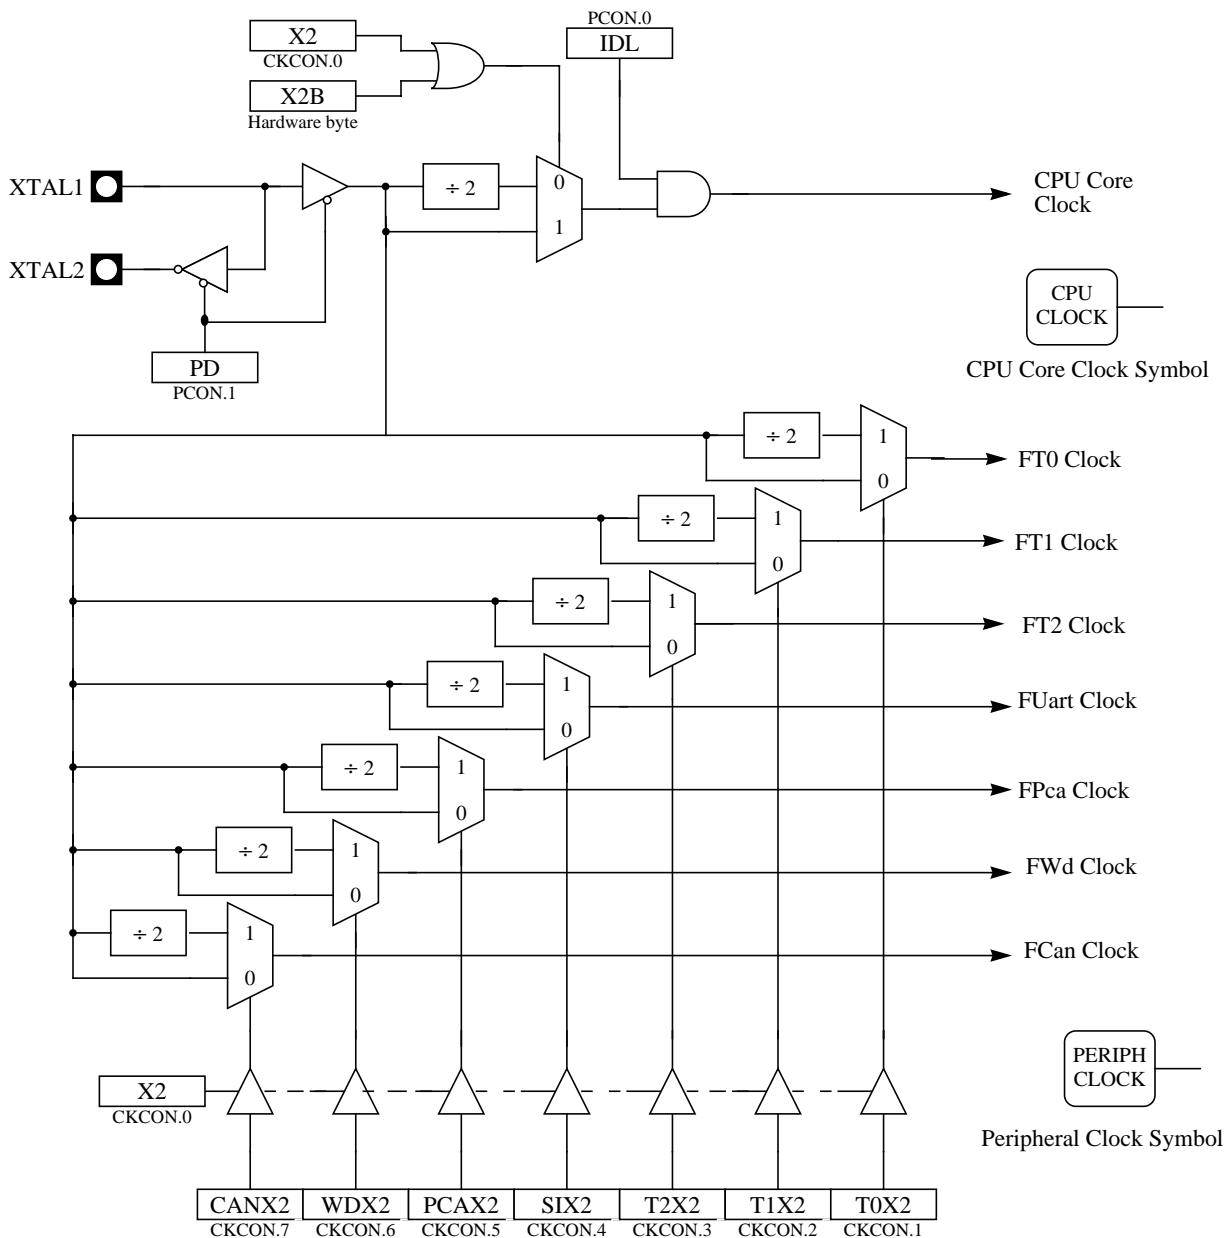 X2
CKCON.0
X2B
Hardware byte
PCON.0
IDL
XTAL1
÷ 2
0
1
CPU Core
Clock
XTAL2
PD
PCON.1
CPU
CLOCK
CPU Core Clock Symbol
÷ 2
1
0
FT0 Clock
÷ 2
1
0
FT1 Clock
÷ 2
1
0
FT2 Clock
÷ 2
1
0
FUart Clock
÷ 2
1
0
FPca Clock
÷ 2
1
0
FWd Clock
÷ 2
1
0
FCan Clock
PERIPH
CLOCK
Peripheral Clock Symbol
X2
CKCON.0
CANX2
CKCON.7
WDX2
CKCON.6
PCAX2
CKCON.5
SIX2
CKCON.4
T2X2
CKCON.3
T1X2
CKCON.2
T0X2
CKCON.1